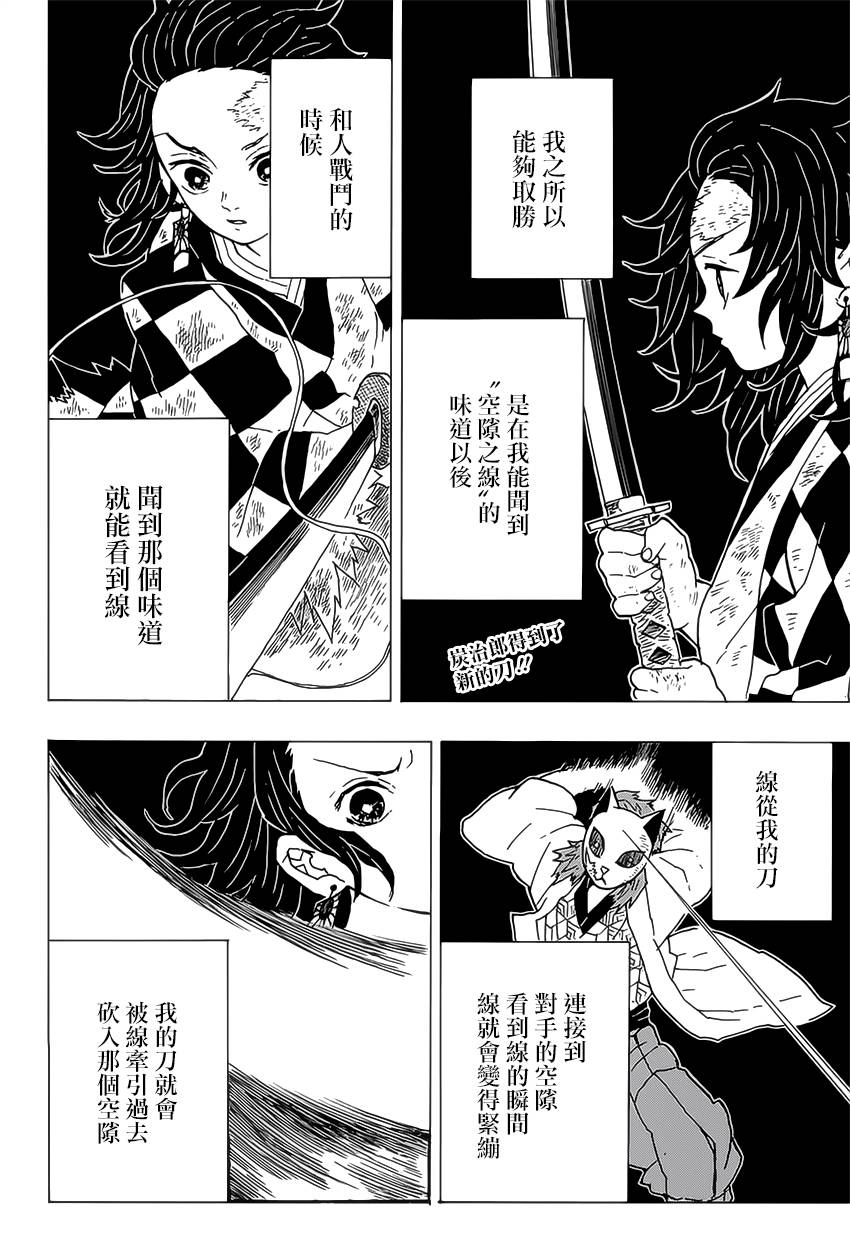 我之所以
能夠取勝
是在我能聞到
〝空隙之線〞的
味道以後
炭治郎得到了
新的刀!!
和人戰鬥的
時候
聞到那個味道
就能看到線
線從我的刀
連接到
對手的空隙
看到線的瞬間
線就會變得緊繃
我的刀就會
被線牽引過去
砍入那個空隙